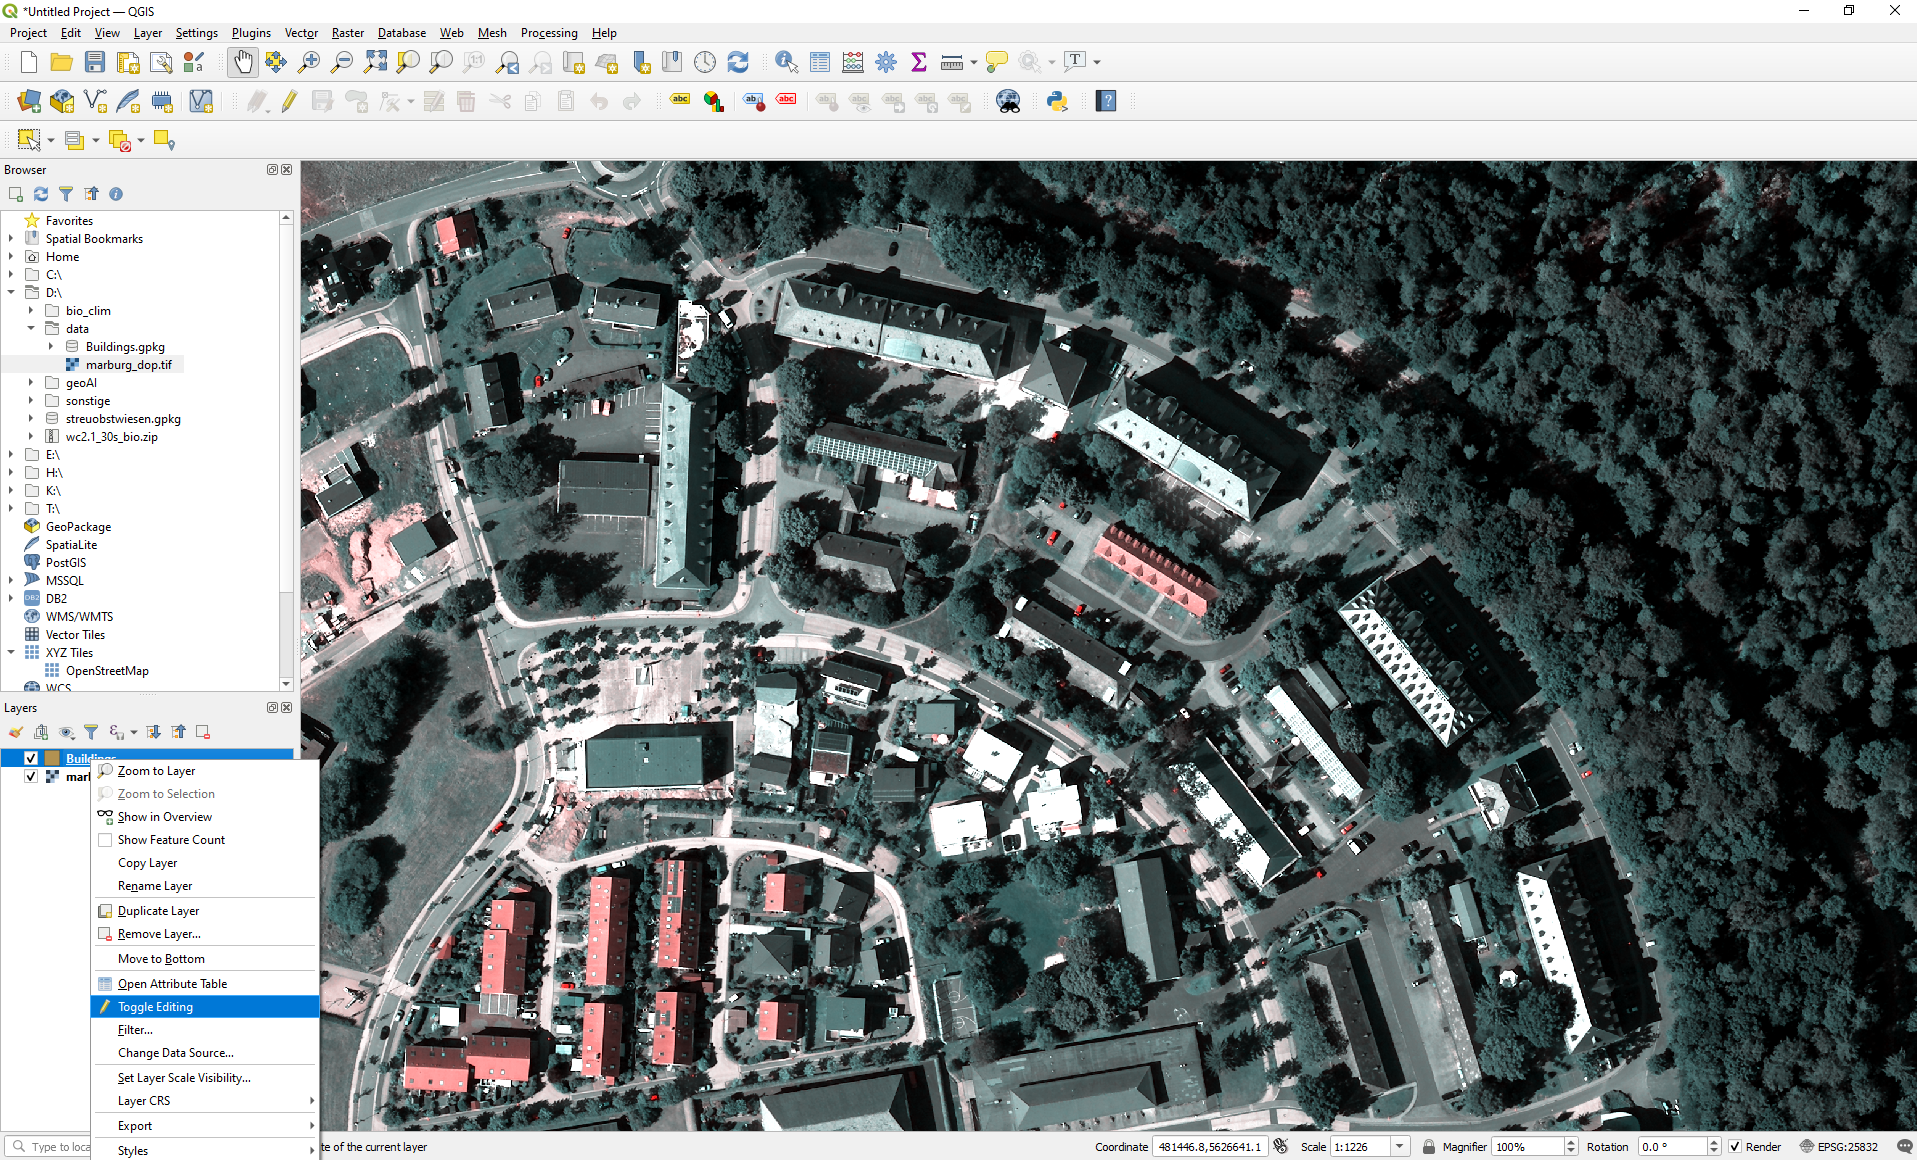 *Untitled Project — QGIS
Project Edit View Layer Settings Plugins Vector Raster Database Web Mesh Processing Help
Browser
Favorites
Spatial Bookmarks
Home
C:\
D:\
bio_clim
data
Buildings.gpkg
marburg_dop.tif
geoAI
sonstige
streuobstwiesen.gpkg
wc2.1_30s_bio.zip
E:\
H:\
K:\
T:\
GeoPackage
SpatiaLite
PostGIS
MSSQL
DB2
WMS/WMTS
Vector Tiles
XYZ Tiles
OpenStreetMap
WCS
Layers
Buildings
mar
Zoom to Layer
Zoom to Selection
Show in Overview
Show Feature Count
Copy Layer
Rename Layer
Duplicate Layer
Remove Layer...
Move to Bottom
Open Attribute Table
Toggle Editing
Filter...
Change Data Source...
Set Layer Scale Visibility...
Layer CRS
Export
Styles
Type to loca
te of the current layer
Coordinate 481446.8,5626641.1 Scale 1:1226 Magnifier 100% Rotation 0.0 ° Render EPSG:25832